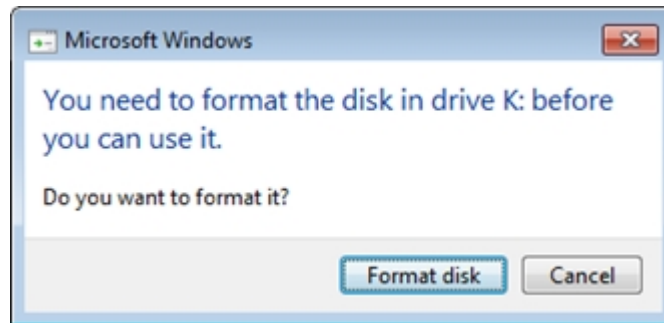 Microsoft Windows
You need to format the disk in drive K: before
you can use it.
Do you want to format it?
Format disk
Cancel